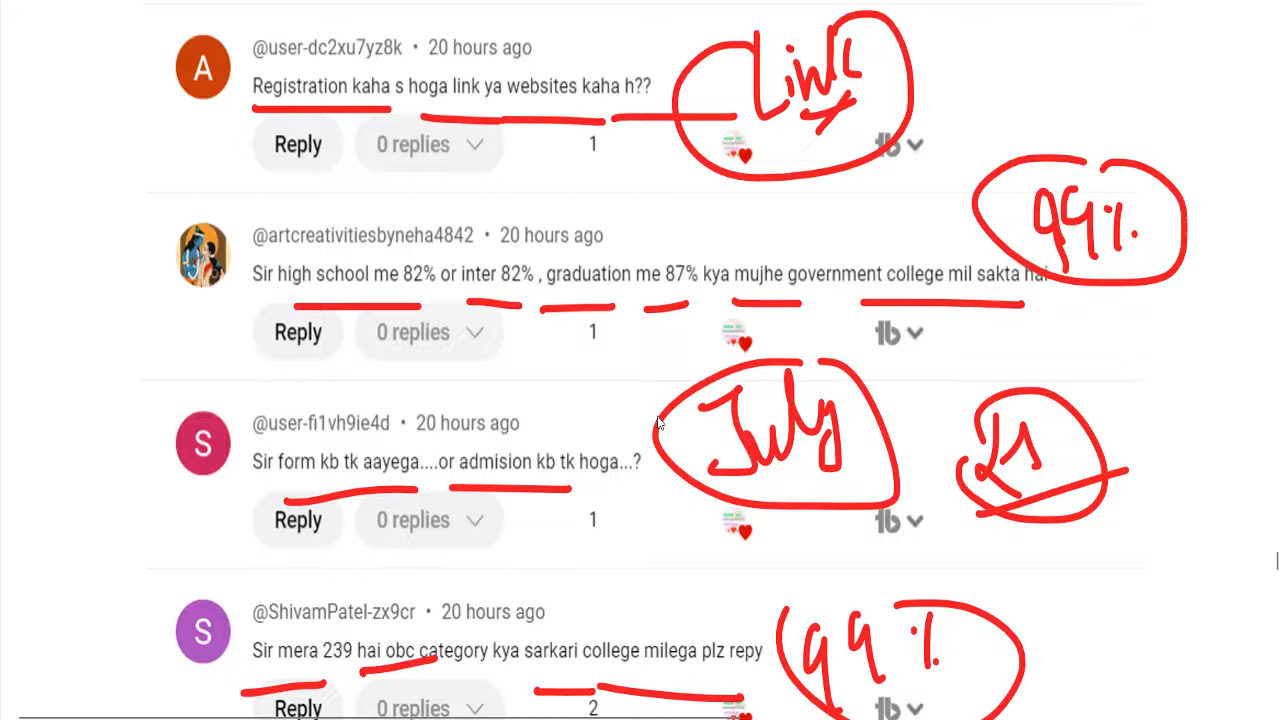 A
@user-dc2xu7yz8k • 20 hours ago
Registration kaha s hoga link ya websites kaha h??
Link
Reply 0 replies 1
99%
@artcreativitiesbyneha4842 • 20 hours ago
Sir high school me 82% or inter 82% , graduation me 87% kya mujhe government college mil sakta hai
Reply 0 replies 1
S
@user-fi1vh9ie4d • 20 hours ago
Sir form kb tk aayega....or admision kb tk hoga...?
July
21
Reply 0 replies 1
S
@ShivamPatel-zx9cr • 20 hours ago
Sir mera 239 hai obc category kya sarkari college milega plz repy
99%
Reply 0 replies 2